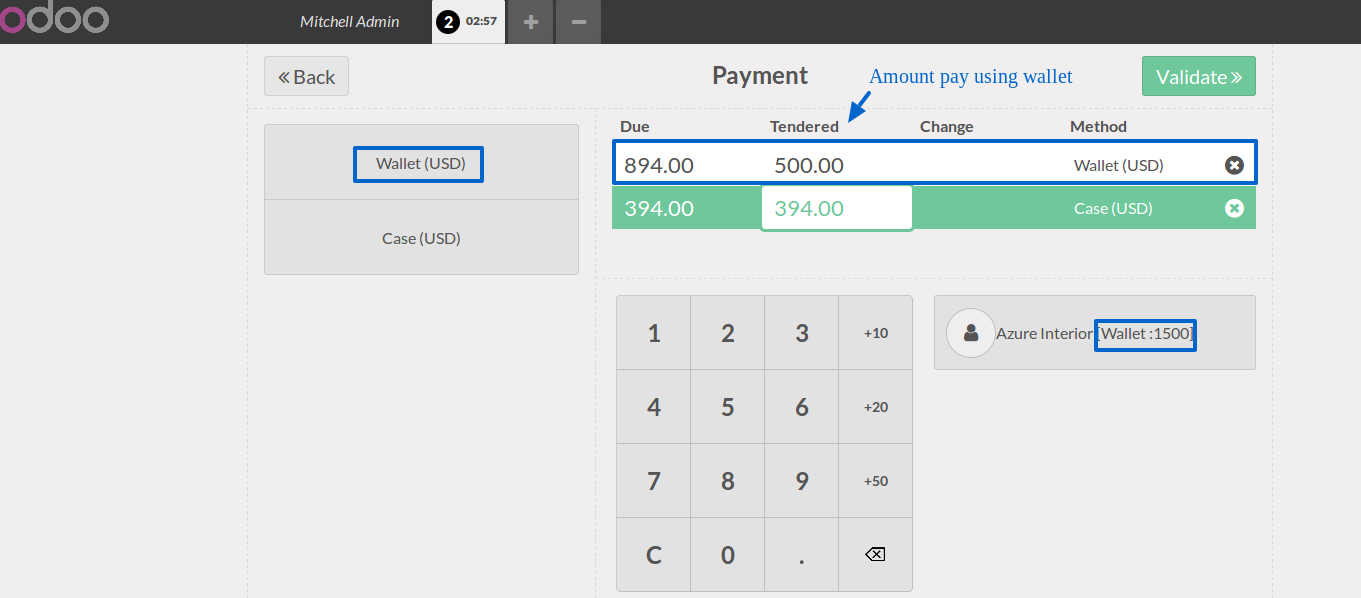 odoo
Mitchell Admin
2 02:57
+
−
« Back
Payment
Amount pay using wallet
Validate »
Wallet (USD)
Case (USD)
Due Tendered Change Method
894.00 500.00 Wallet (USD)
394.00 394.00 Case (USD)
1 2 3 +10
4 5 6 +20
7 8 9 +50
C 0 .
Azure Interior [Wallet :1500]